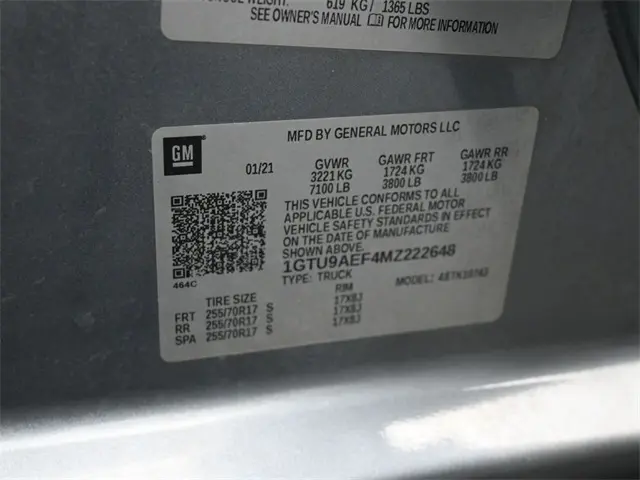 619 KG / 1365 LBS
SEE OWNER'S MANUAL FOR MORE INFORMATION
GM
MFD BY GENERAL MOTORS LLC
01/21
GVWR GAWR FRT GAWR RR
3221 KG 1724 KG 1724 KG
7100 LB 3800 LB 3800 LB
THIS VEHICLE CONFORMS TO ALL
APPLICABLE U.S. FEDERAL MOTOR
VEHICLE SAFETY STANDARDS IN EFFECT
ON THE DATE OF MANUFACTURE SHOWN ABOVE.
1GTU9AEF4MZ222648
464C
TYPE: TRUCK MODEL:
TIRE SIZE RIM
FRT 255/70R17 S 17X8J
RR 255/70R17 S 17X8J
SPA 255/70R17 S 17X8J